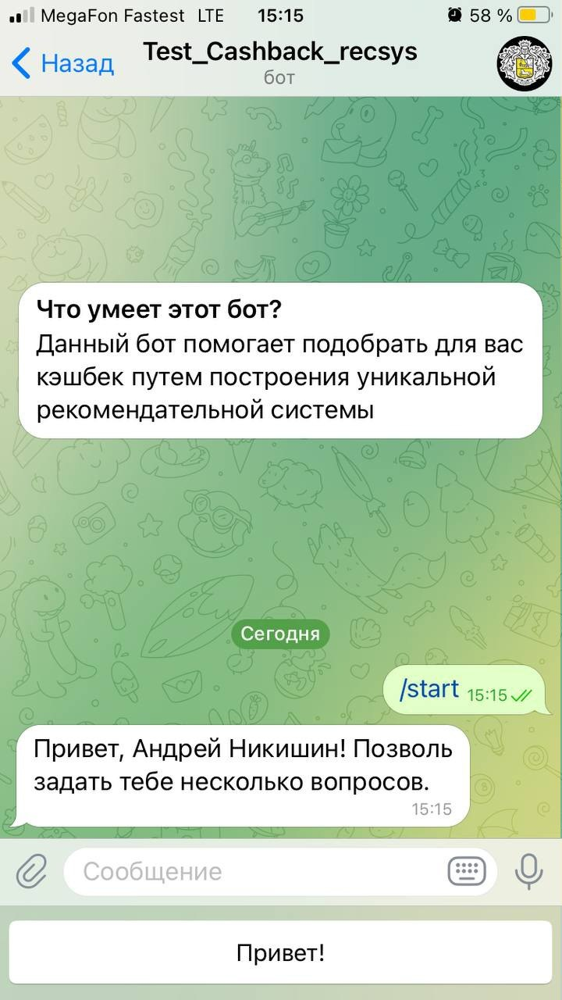 MegaFon Fastest LTE 15:15 58 %
Назад Test_Cashback_recsys
бот
Что умеет этот бот?
Данный бот помогает подобрать для вас
кэшбек путем построения уникальной
рекомендательной системы
Сегодня
/start 15:15
Привет, Андрей Никишин! Позволь
задать тебе несколько вопросов.
15:15
Сообщение
Привет!